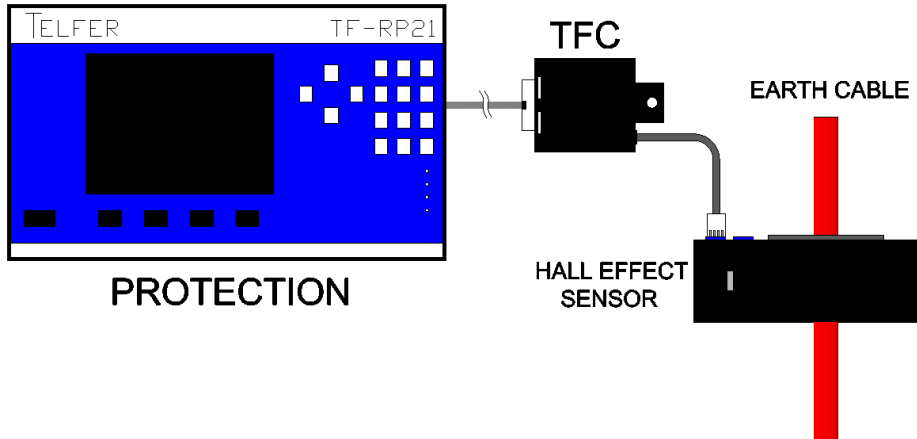 TELFER TF-RP21
TFC
EARTH CABLE
HALL EFFECT
SENSOR
PROTECTION